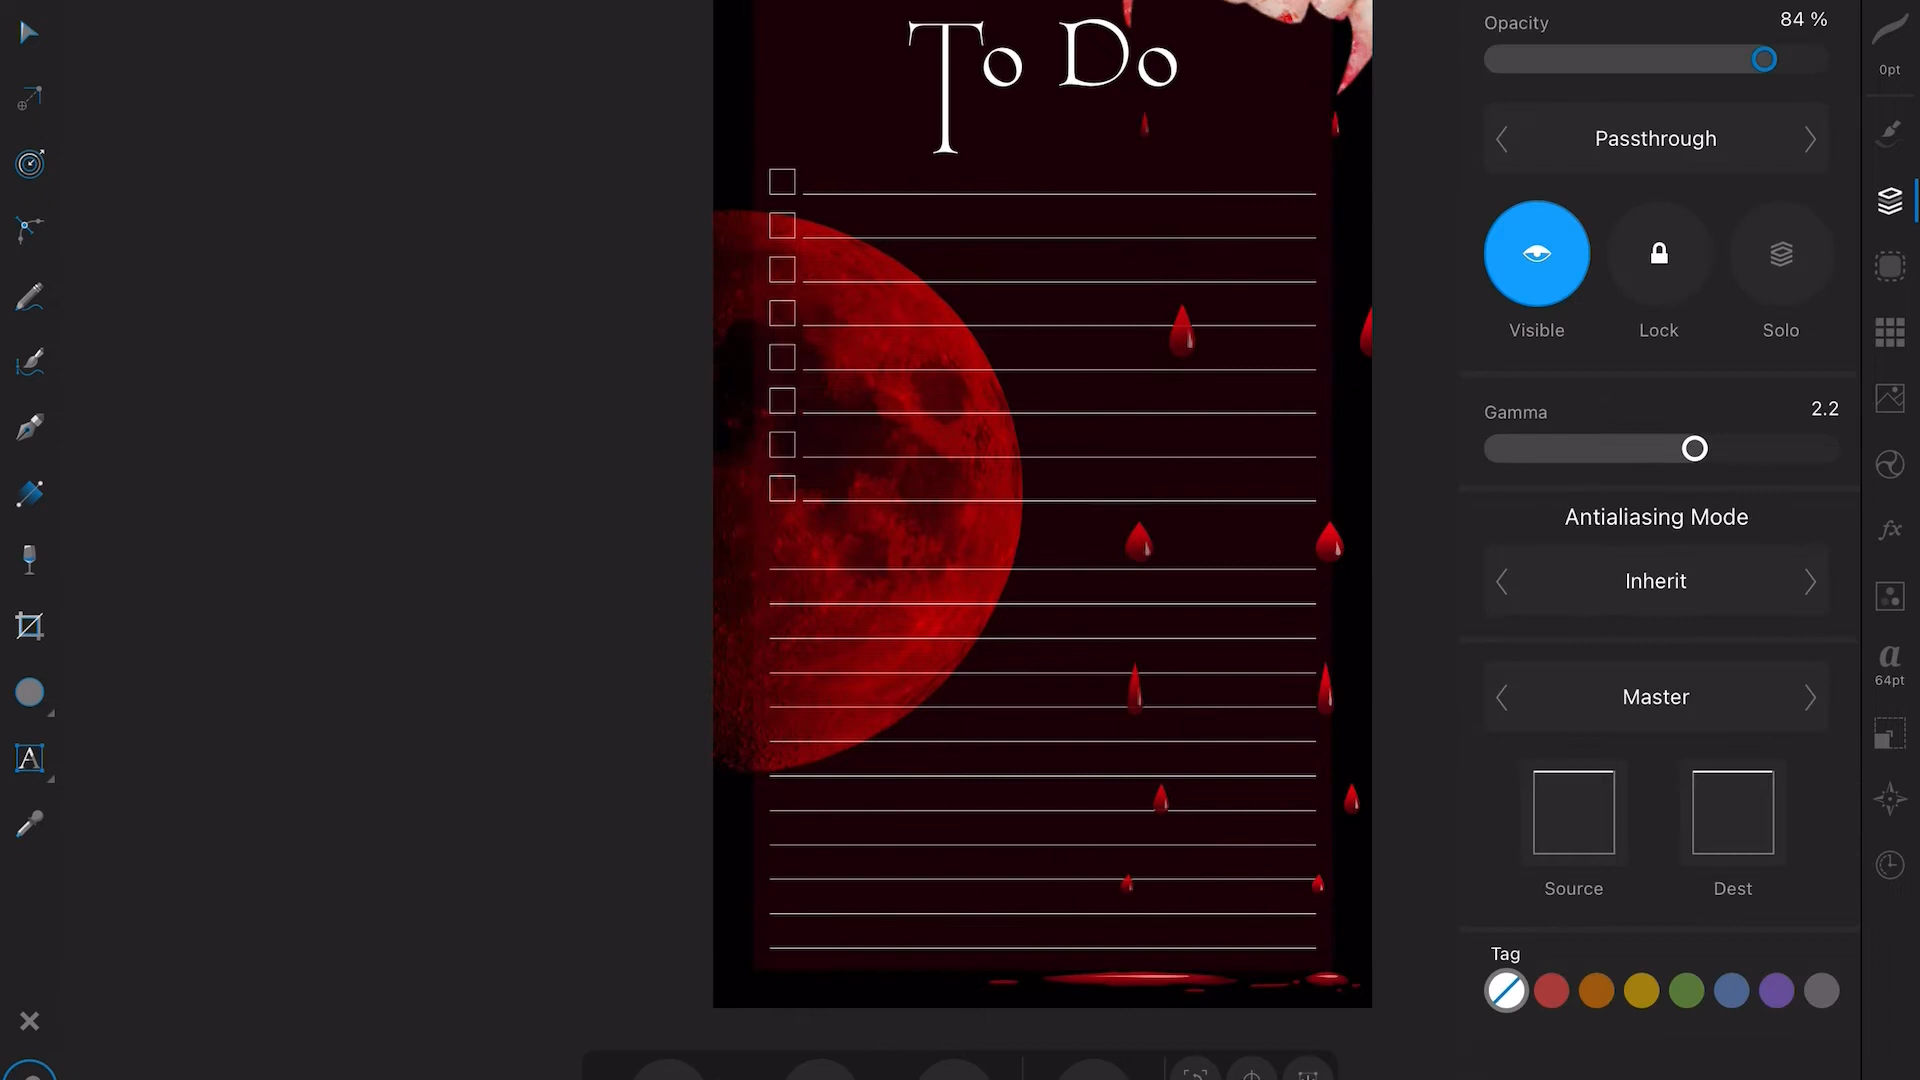 Opacity
84 %
To Do
0pt
Passthrough
Visible
Lock
Solo
Gamma
2.2
Antialiasing Mode
Inherit
fx
a
64pt
Master
A
Source
Dest
Tag